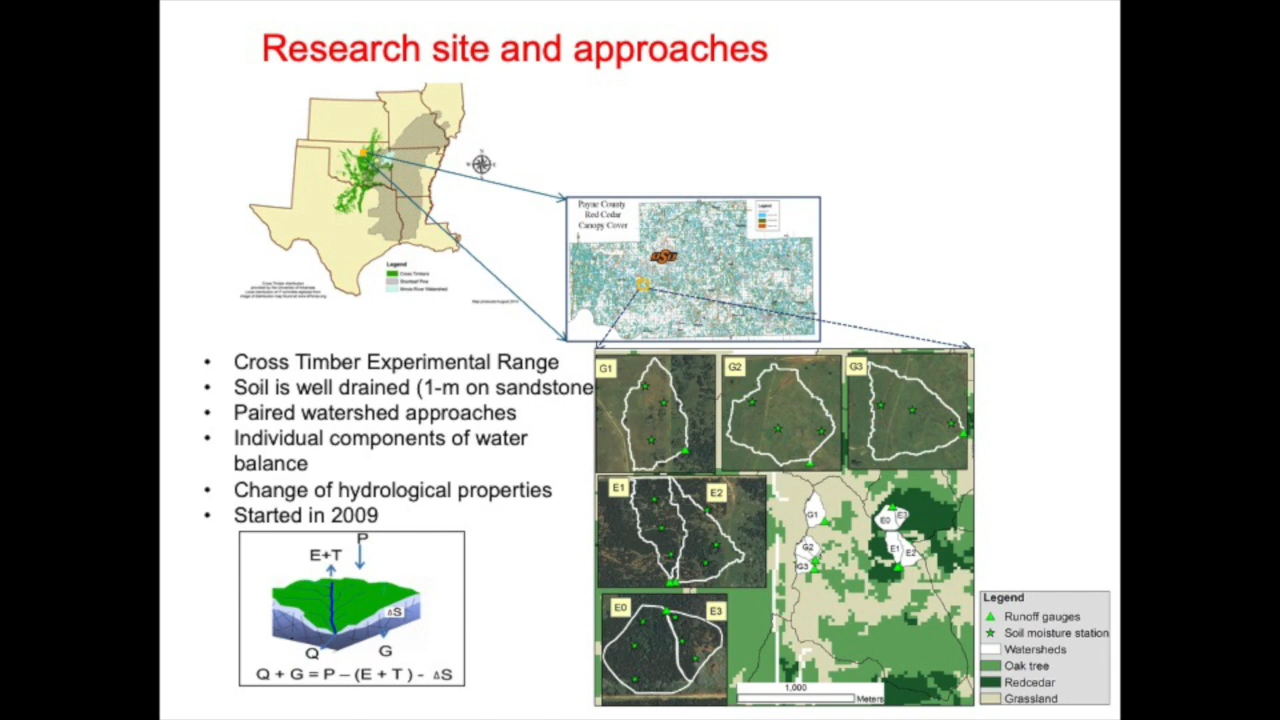 Research site and approaches
Payne County
Red Cedar
Canopy Cover
Legend
Legend
Cross Timbers
Shortleaf Pine
Illinois River Watershed
• Cross Timber Experimental Range
• Soil is well drained (1-m on sandstone
• Paired watershed approaches
• Individual components of water
balance
• Change of hydrological properties
• Started in 2009
P
E+T
ΔS
Q
G
Q + G = P – (E + T ) - ΔS
G1
G2
G3
E1
E2
E0
E3
G1
G2
G3
E0
E3
E1
E2
1,000
Meters
Legend
Runoff gauges
Soil moisture station
Watersheds
Oak tree
Redcedar
Grassland